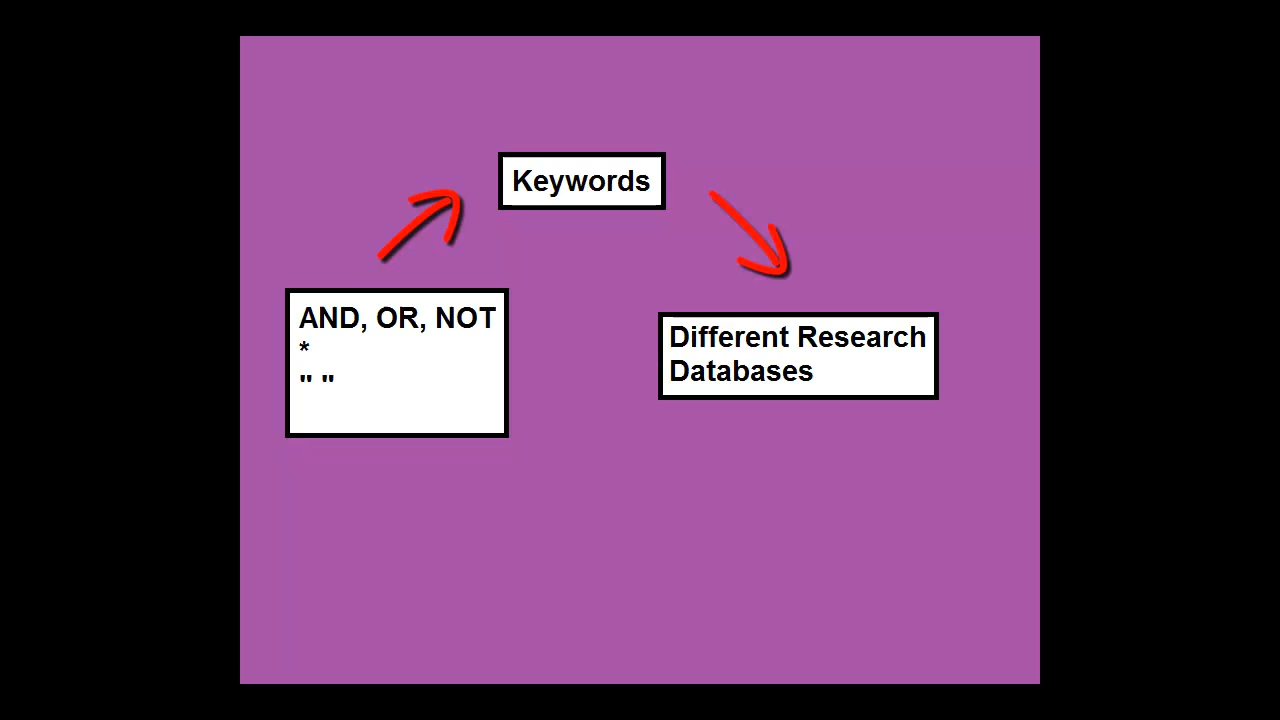 Keywords
AND, OR, NOT
*
" "
Different Research
Databases